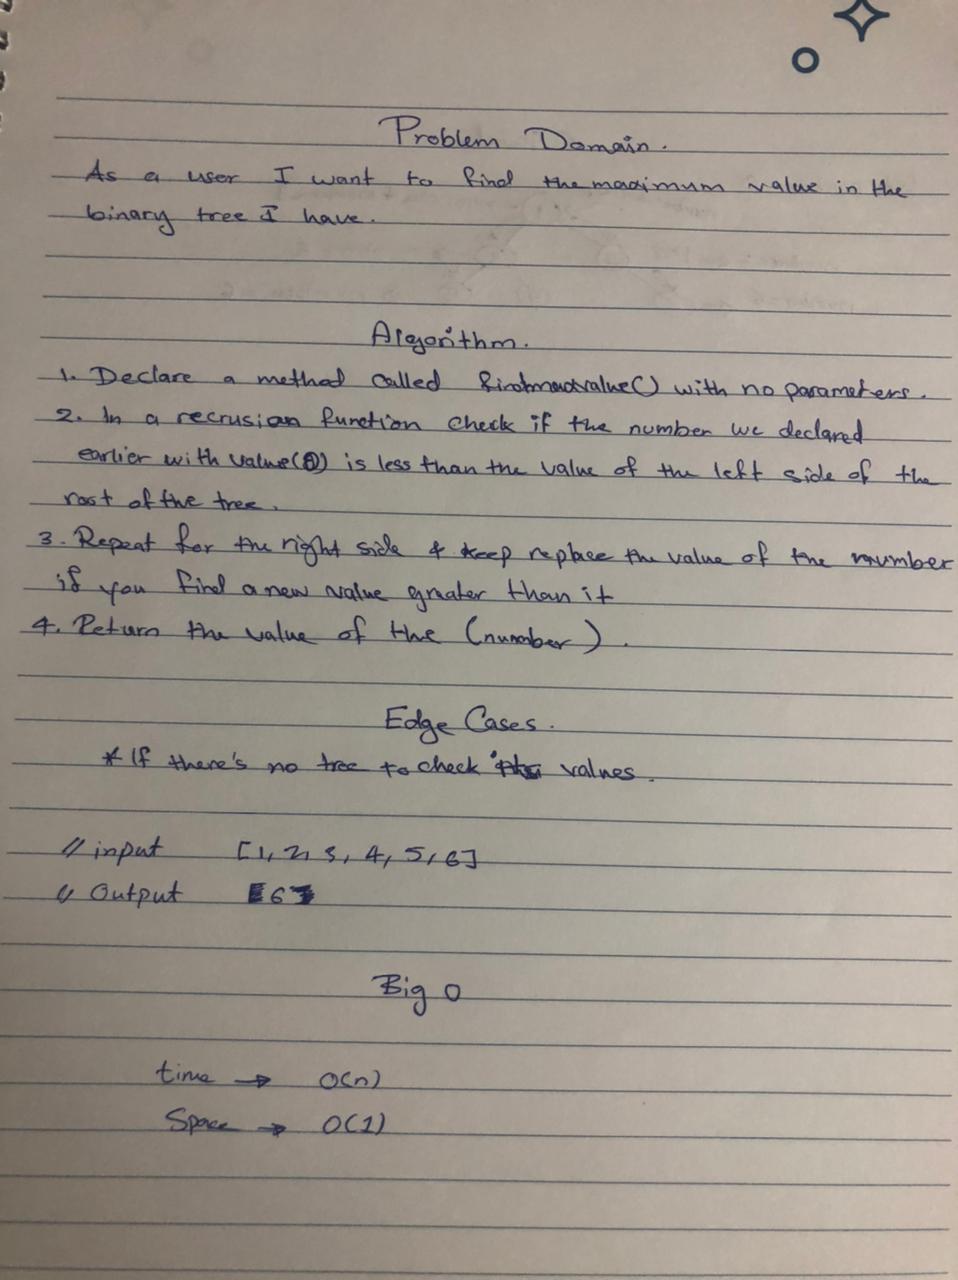 Problem Domain.
As a user I want to find the maximum value in the
binary tree I have.
Algorithm.
1. Declare a method called findmaxvalue() with no parameters.
2. In a recrusion function check if the number we declared
earlier with value(0) is less than the value of the left side of the
root of the tree.
3. Repeat for the right side & keep replace the value of the number
if you find a new value greater than it
4. Return the value of the (number).
Edge Cases.
* If there's no tree to check values.
// input [1, 2, 3, 4, 5, 6]
// Output 6
Big O
time → O(n)
Space → O(1)